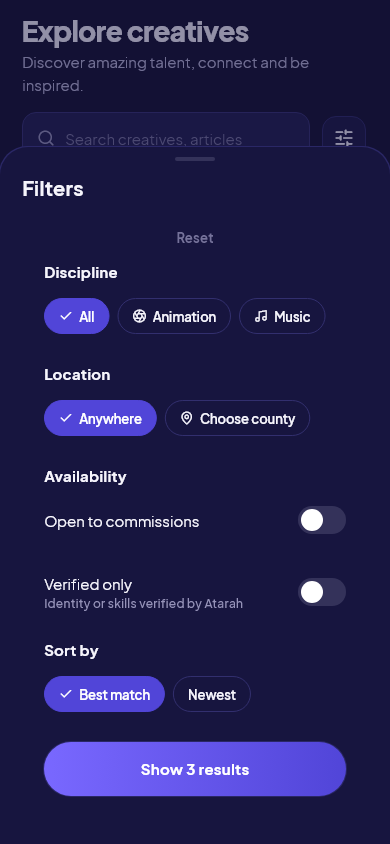 Explore creatives
Discover amazing talent, connect and be
inspired.
Search creatives, articles
Filters
Reset
Discipline
All
Animation
Music
Location
Anywhere
Choose county
Availability
Open to commissions
Verified only
Identity or skills verified by Atarah
Sort by
Best match
Newest
Show 3 results